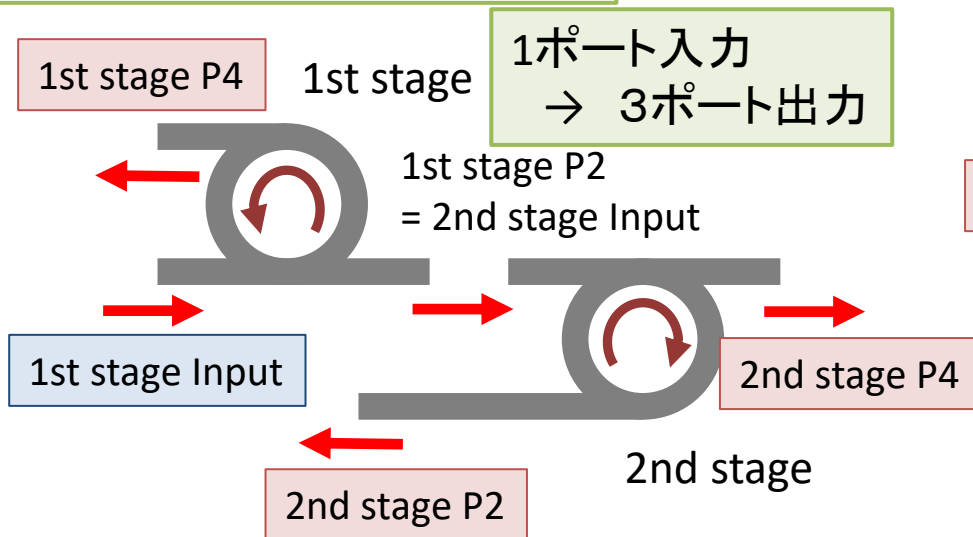 1st stage P4
1st stage
1ポート入力
→ 3ポート出力
1st stage P2
= 2nd stage Input
1st stage Input
2nd stage P4
2nd stage P2
2nd stage